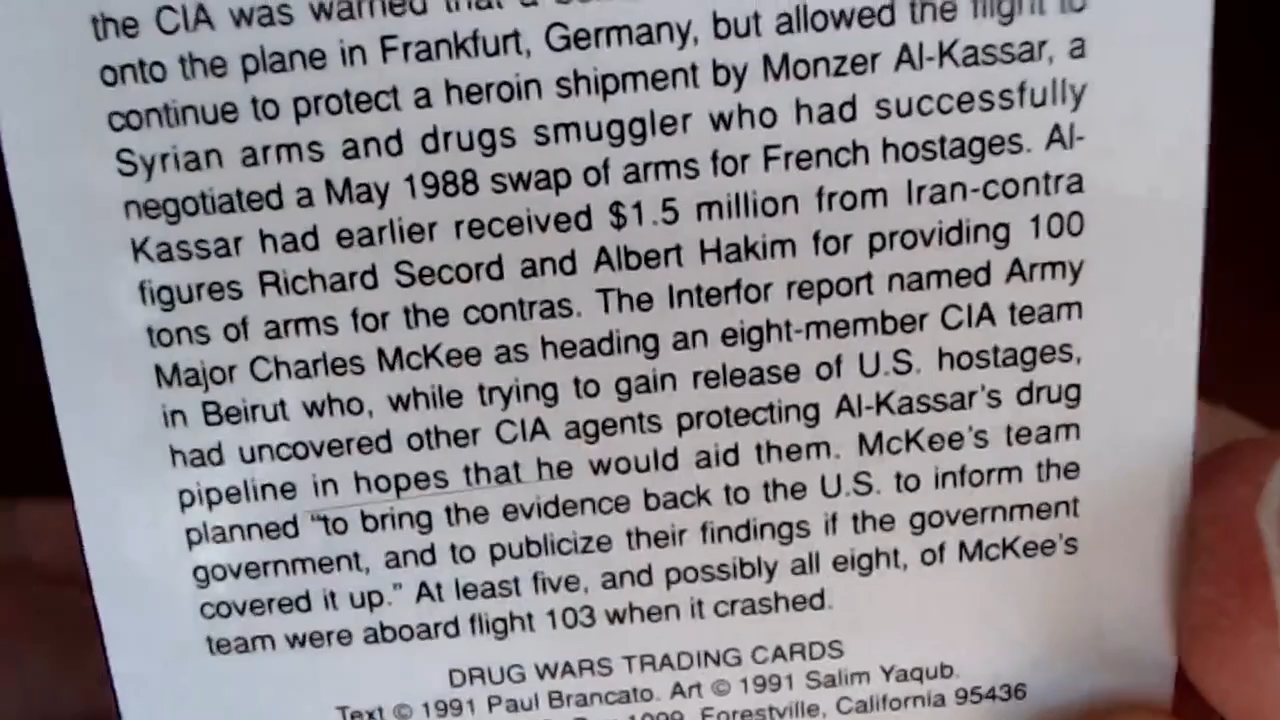 the CIA was warned that a
onto the plane in Frankfurt, Germany, but allowed the flight to
continue to protect a heroin shipment by Monzer Al-Kassar, a
Syrian arms and drugs smuggler who had successfully
negotiated a May 1988 swap of arms for French hostages. Al-
Kassar had earlier received $1.5 million from Iran-contra
figures Richard Secord and Albert Hakim for providing 100
tons of arms for the contras. The Interfor report named Army
Major Charles McKee as heading an eight-member CIA team
in Beirut who, while trying to gain release of U.S. hostages,
had uncovered other CIA agents protecting Al-Kassar's drug
pipeline in hopes that he would aid them. McKee's team
planned "to bring the evidence back to the U.S. to inform the
government, and to publicize their findings if the government
covered it up." At least five, and possibly all eight, of McKee's
team were aboard flight 103 when it crashed.
DRUG WARS TRADING CARDS
Text © 1991 Paul Brancato. Art © 1991 Salim Yaqub.
Forestville, California 95436